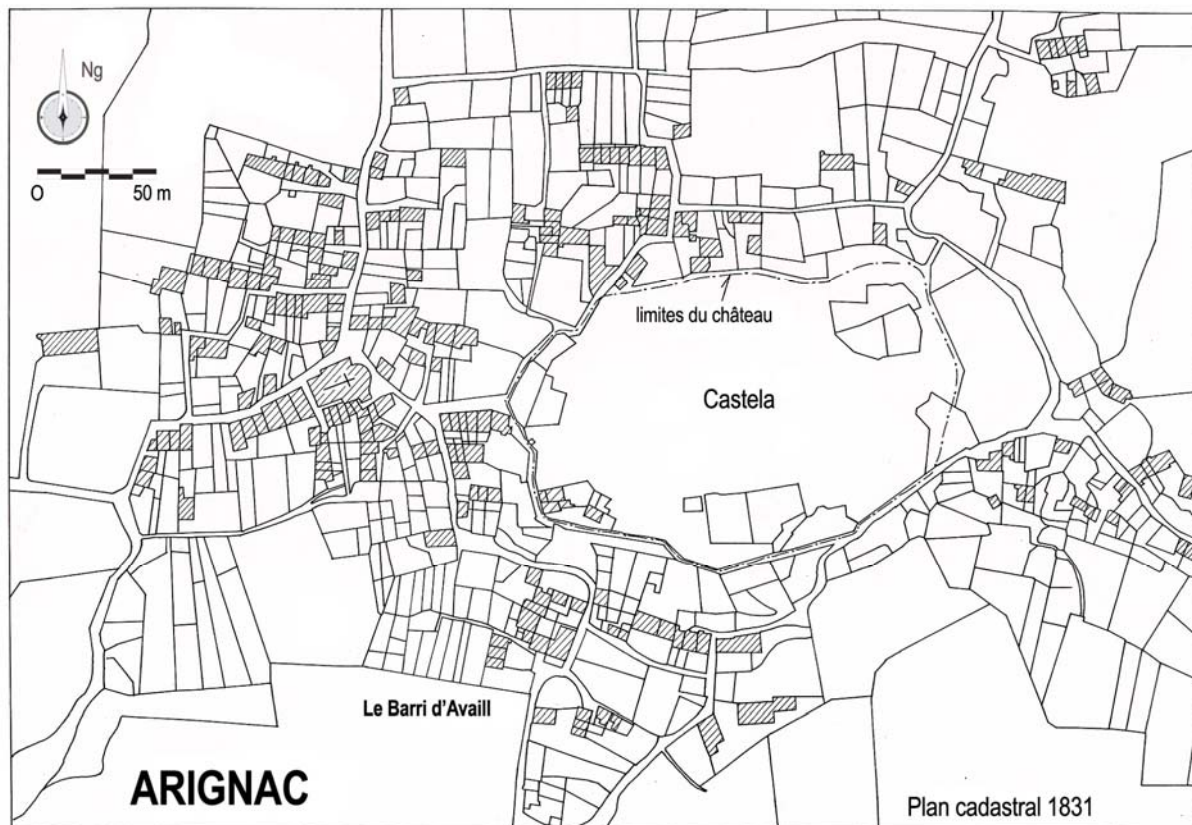 Ng
O 50 m
limites du château
Castela
Le Barri d'Availl
ARIGNAC
Plan cadastral 1831